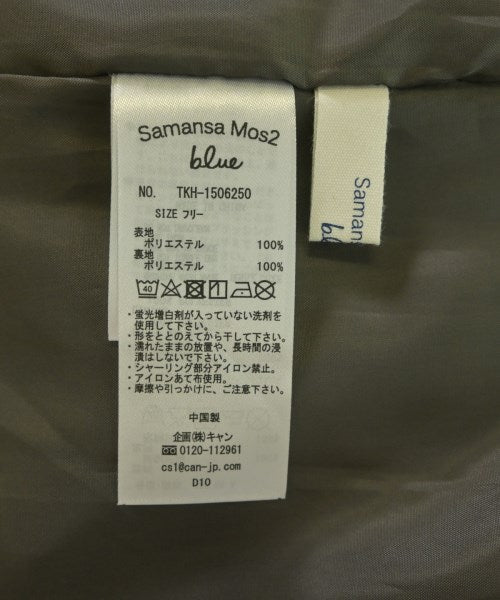 Samansa Mos2
blue
NO. TKH-1506250
SIZE フリー
表地
ポリエステル 100%
裏地
ポリエステル 100%
40
・蛍光増白剤が入っていない洗剤を
使用して下さい。
・形をととのえてから干して下さい。
・濡れたままの放置や、長時間の浸
漬はしないで下さい。
・シャーリング部分アイロン禁止。
・アイロンあて布使用。
・摩擦や引っかけに、ご注意下さい。
中国製
企画(株)キャン
0120-112961
cs1@can-jp.com
D10
Samans
bl